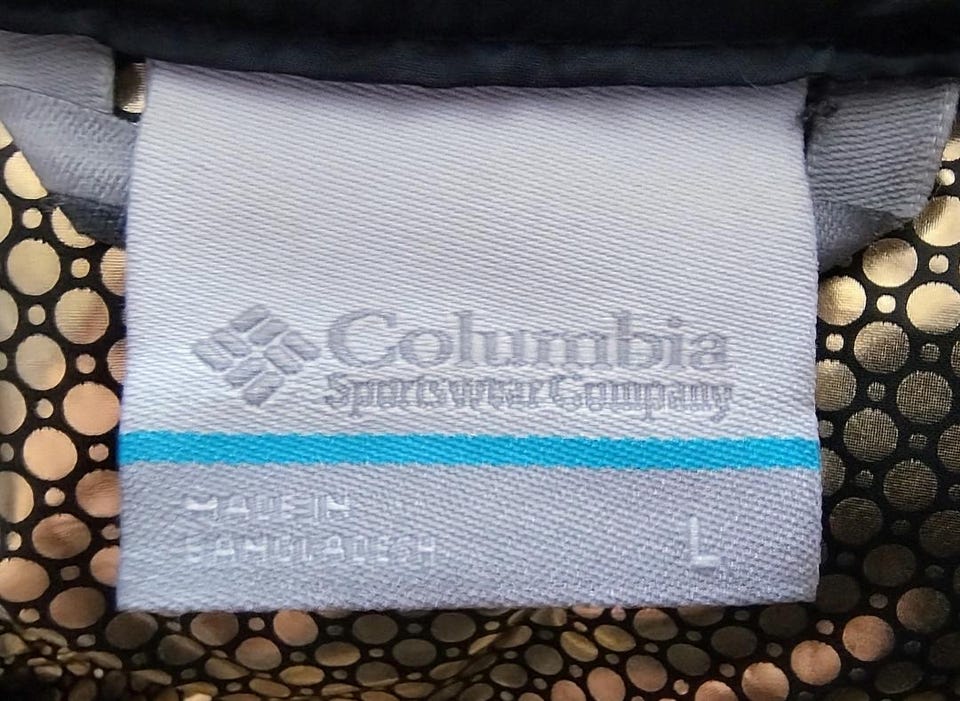 Columbia
Sportswear Company
MADE IN
BANGLADESH
L